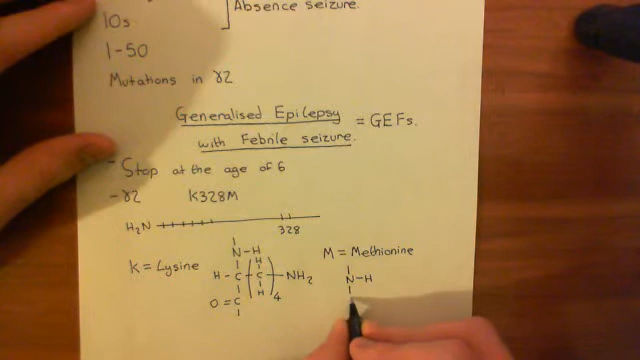 10s
Absence seizure.
1-50
Mutations in γ2
Generalised Epilepsy = GEFs.
with Febrile seizure.
- Stop at the age of 6
- γ2 K328M
H₂N 328
K = Lysine M = Methionine
N-H
H-C-(C)-NH₂
H
H
4
O=C
N-H